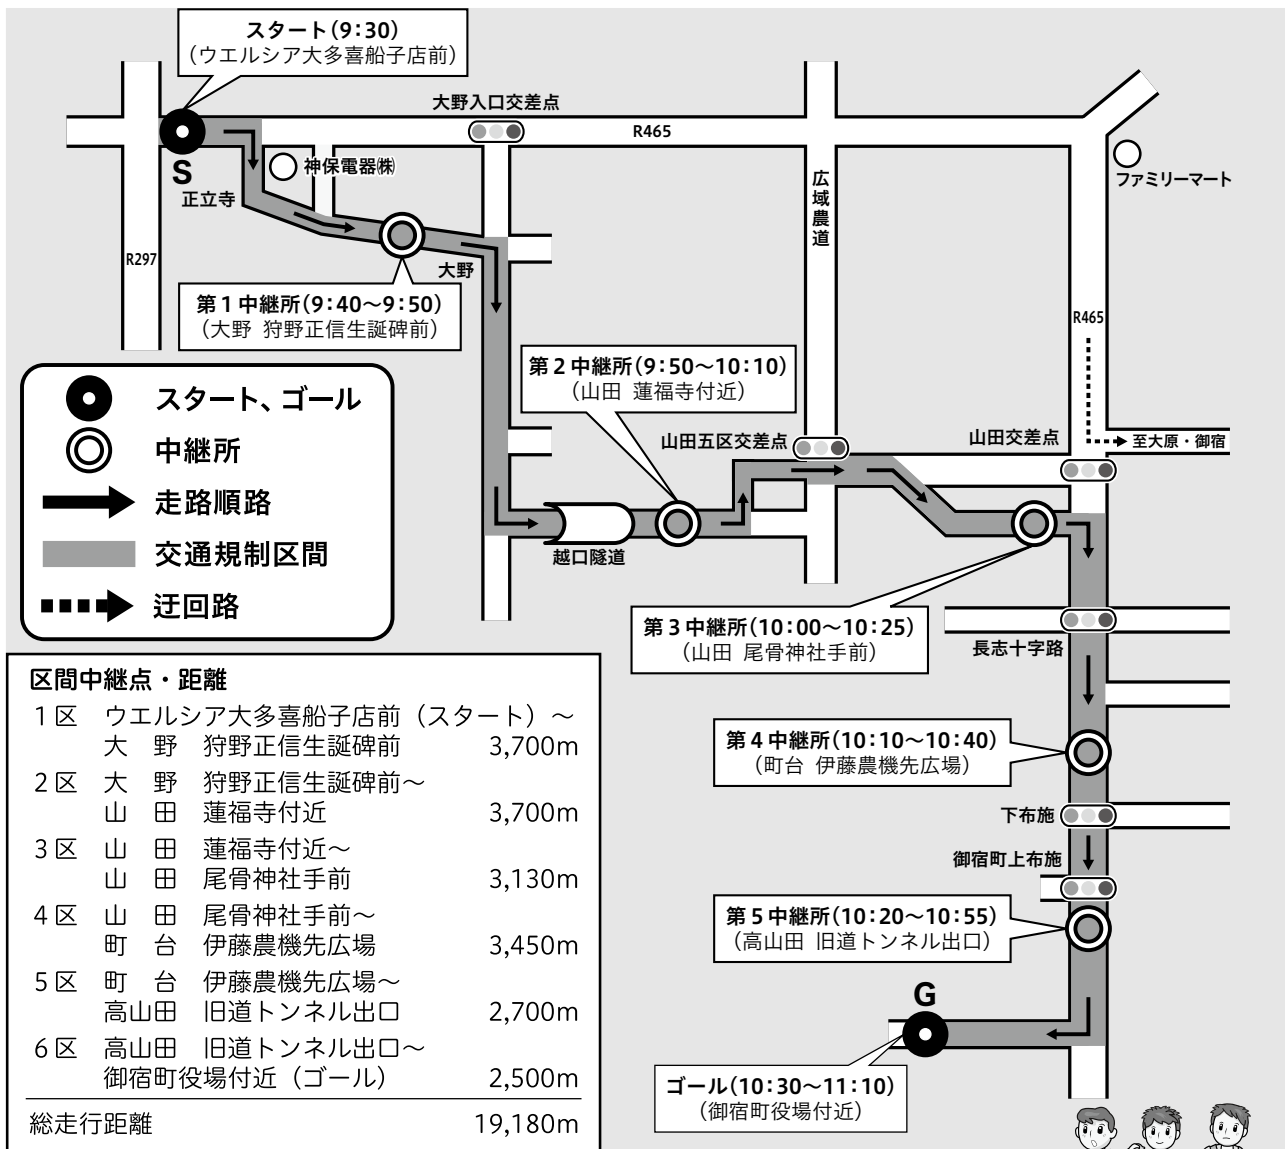 スタート(9:30)
(ウエルシア大多喜船子店前)
大野入口交差点
R465
S
神保電器㈱
正立寺
広域農道
ファミリーマート
R297
大野
第1中継所(9:40～9:50)
(大野 狩野正信生誕碑前)
R465
第2中継所(9:50～10:10)
(山田 蓮福寺付近)
スタート、ゴール
中継所
走路順路
交通規制区間
迂回路
山田五区交差点
山田交差点
至大原・御宿
越口隧道
第3中継所(10:00～10:25)
(山田 尾骨神社手前)
長志十字路
第4中継所(10:10～10:40)
(町台 伊藤農機先広場)
下布施
御宿町上布施
第5中継所(10:20～10:55)
(高山田 旧道トンネル出口)
G
ゴール(10:30～11:10)
(御宿町役場付近)
区間中継点・距離
1区 ウエルシア大多喜船子店前(スタート)～
大 野 狩野正信生誕碑前 3,700m
2区 大 野 狩野正信生誕碑前～
山 田 蓮福寺付近 3,700m
3区 山 田 蓮福寺付近～
山 田 尾骨神社手前 3,130m
4区 山 田 尾骨神社手前～
町 台 伊藤農機先広場 3,450m
5区 町 台 伊藤農機先広場～
高山田 旧道トンネル出口 2,700m
6区 高山田 旧道トンネル出口～
御宿町役場付近(ゴール) 2,500m
総走行距離 19,180m